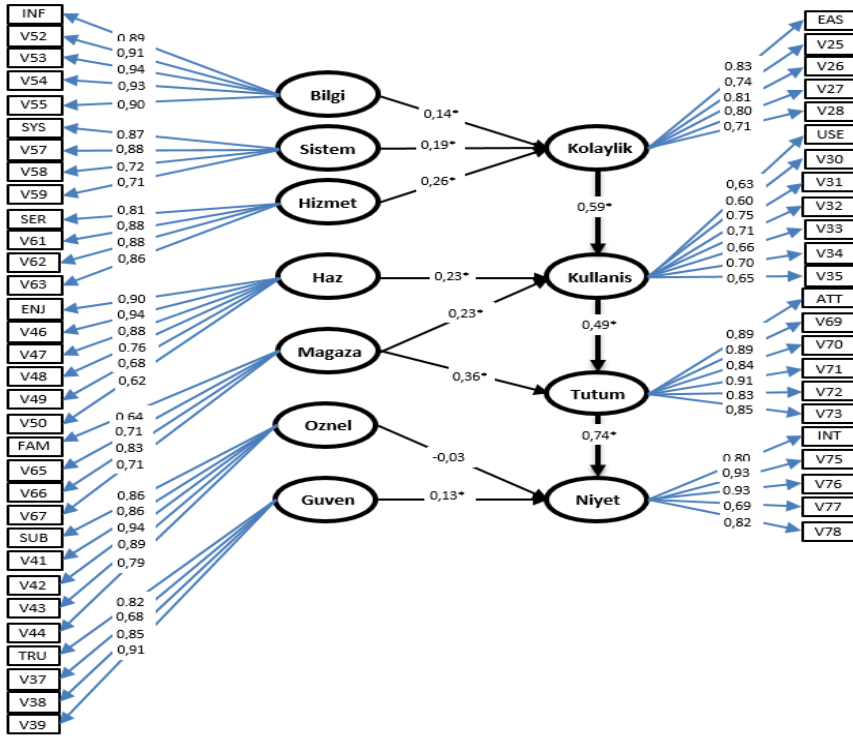 INF
V52
V53
V54
V55
SYS
V57
V58
V59
SER
V61
V62
V63
ENJ
V46
V47
V48
V49
V50
FAM
V65
V66
V67
SUB
V41
V42
V43
V44
TRU
V37
V38
V39
0,89
0,91
0,94
0,93
0,90
0,87
0,88
0,72
0,71
0,81
0,88
0,88
0,86
0,90
0,94
0,88
0,76
0,68
0,62
0,64
0,71
0,83
0,71
0,86
0,86
0,94
0,89
0,79
0,82
0,68
0,85
0,91
Bilgi
Sistem
Hizmet
Haz
Magaza
Oznel
Guven
0,14*
0,19*
0,26*
0,23*
0,23*
0,36*
-0,03
0,13*
Kolaylik
0,59*
Kullanis
0,49*
Tutum
0,74*
Niyet
0.83
0.74
0.81
0,80
0,71
0,63
0.60
0.75
0.71
0.66
0.70
0,65
0,89
0.89
0.84
0.91
0.83
0,85
0,80
0,93
0.93
0,69
0,82
EAS
V25
V26
V27
V28
USE
V30
V31
V32
V33
V34
V35
ATT
V69
V70
V71
V72
V73
INT
V75
V76
V77
V78